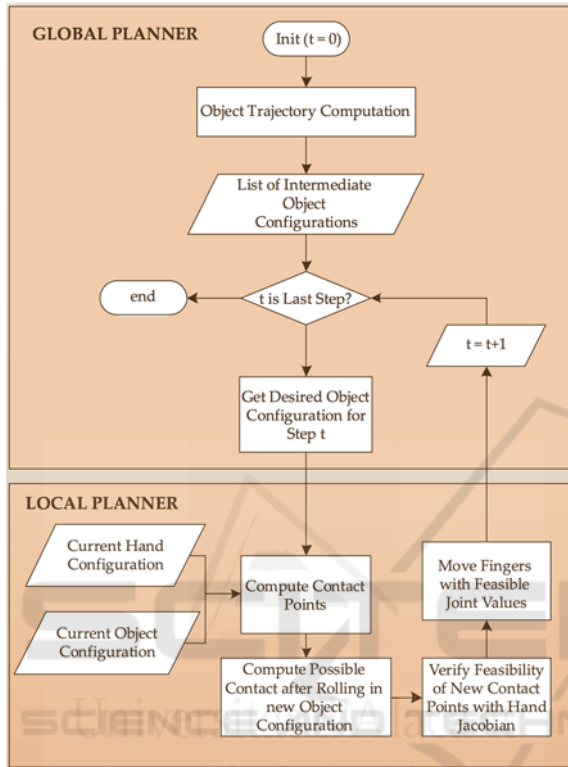 GLOBAL PLANNER
Init (t = 0)
Object Trajectory Computation
List of Intermediate
Object
Configurations
end
t is Last Step?
t = t+1
Get Desired Object
Configuration for
Step t
LOCAL PLANNER
Current Hand
Configuration
Current Object
Configuration
Compute Contact
Points
Compute Possible
Contact after Rolling in
new Object
Configuration
Verify Feasibility
of New Contact
Points with Hand
Jacobian
Move Fingers
with Feasible
Joint Values